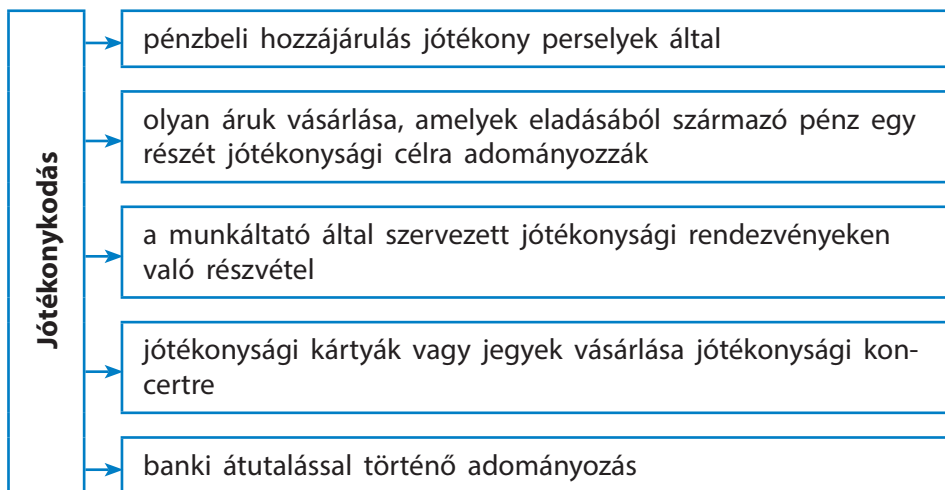 Jótékonykodás
pénzbeli hozzájárulás jótékony perselyek által
olyan áruk vásárlása, amelyek eladásából származó pénz egy
részét jótékonysági célra adományozzák
a munkáltató által szervezett jótékonysági rendezvényeken
való részvétel
jótékonysági kártyák vagy jegyek vásárlása jótékonysági kon-
certre
banki átutalással történő adományozás